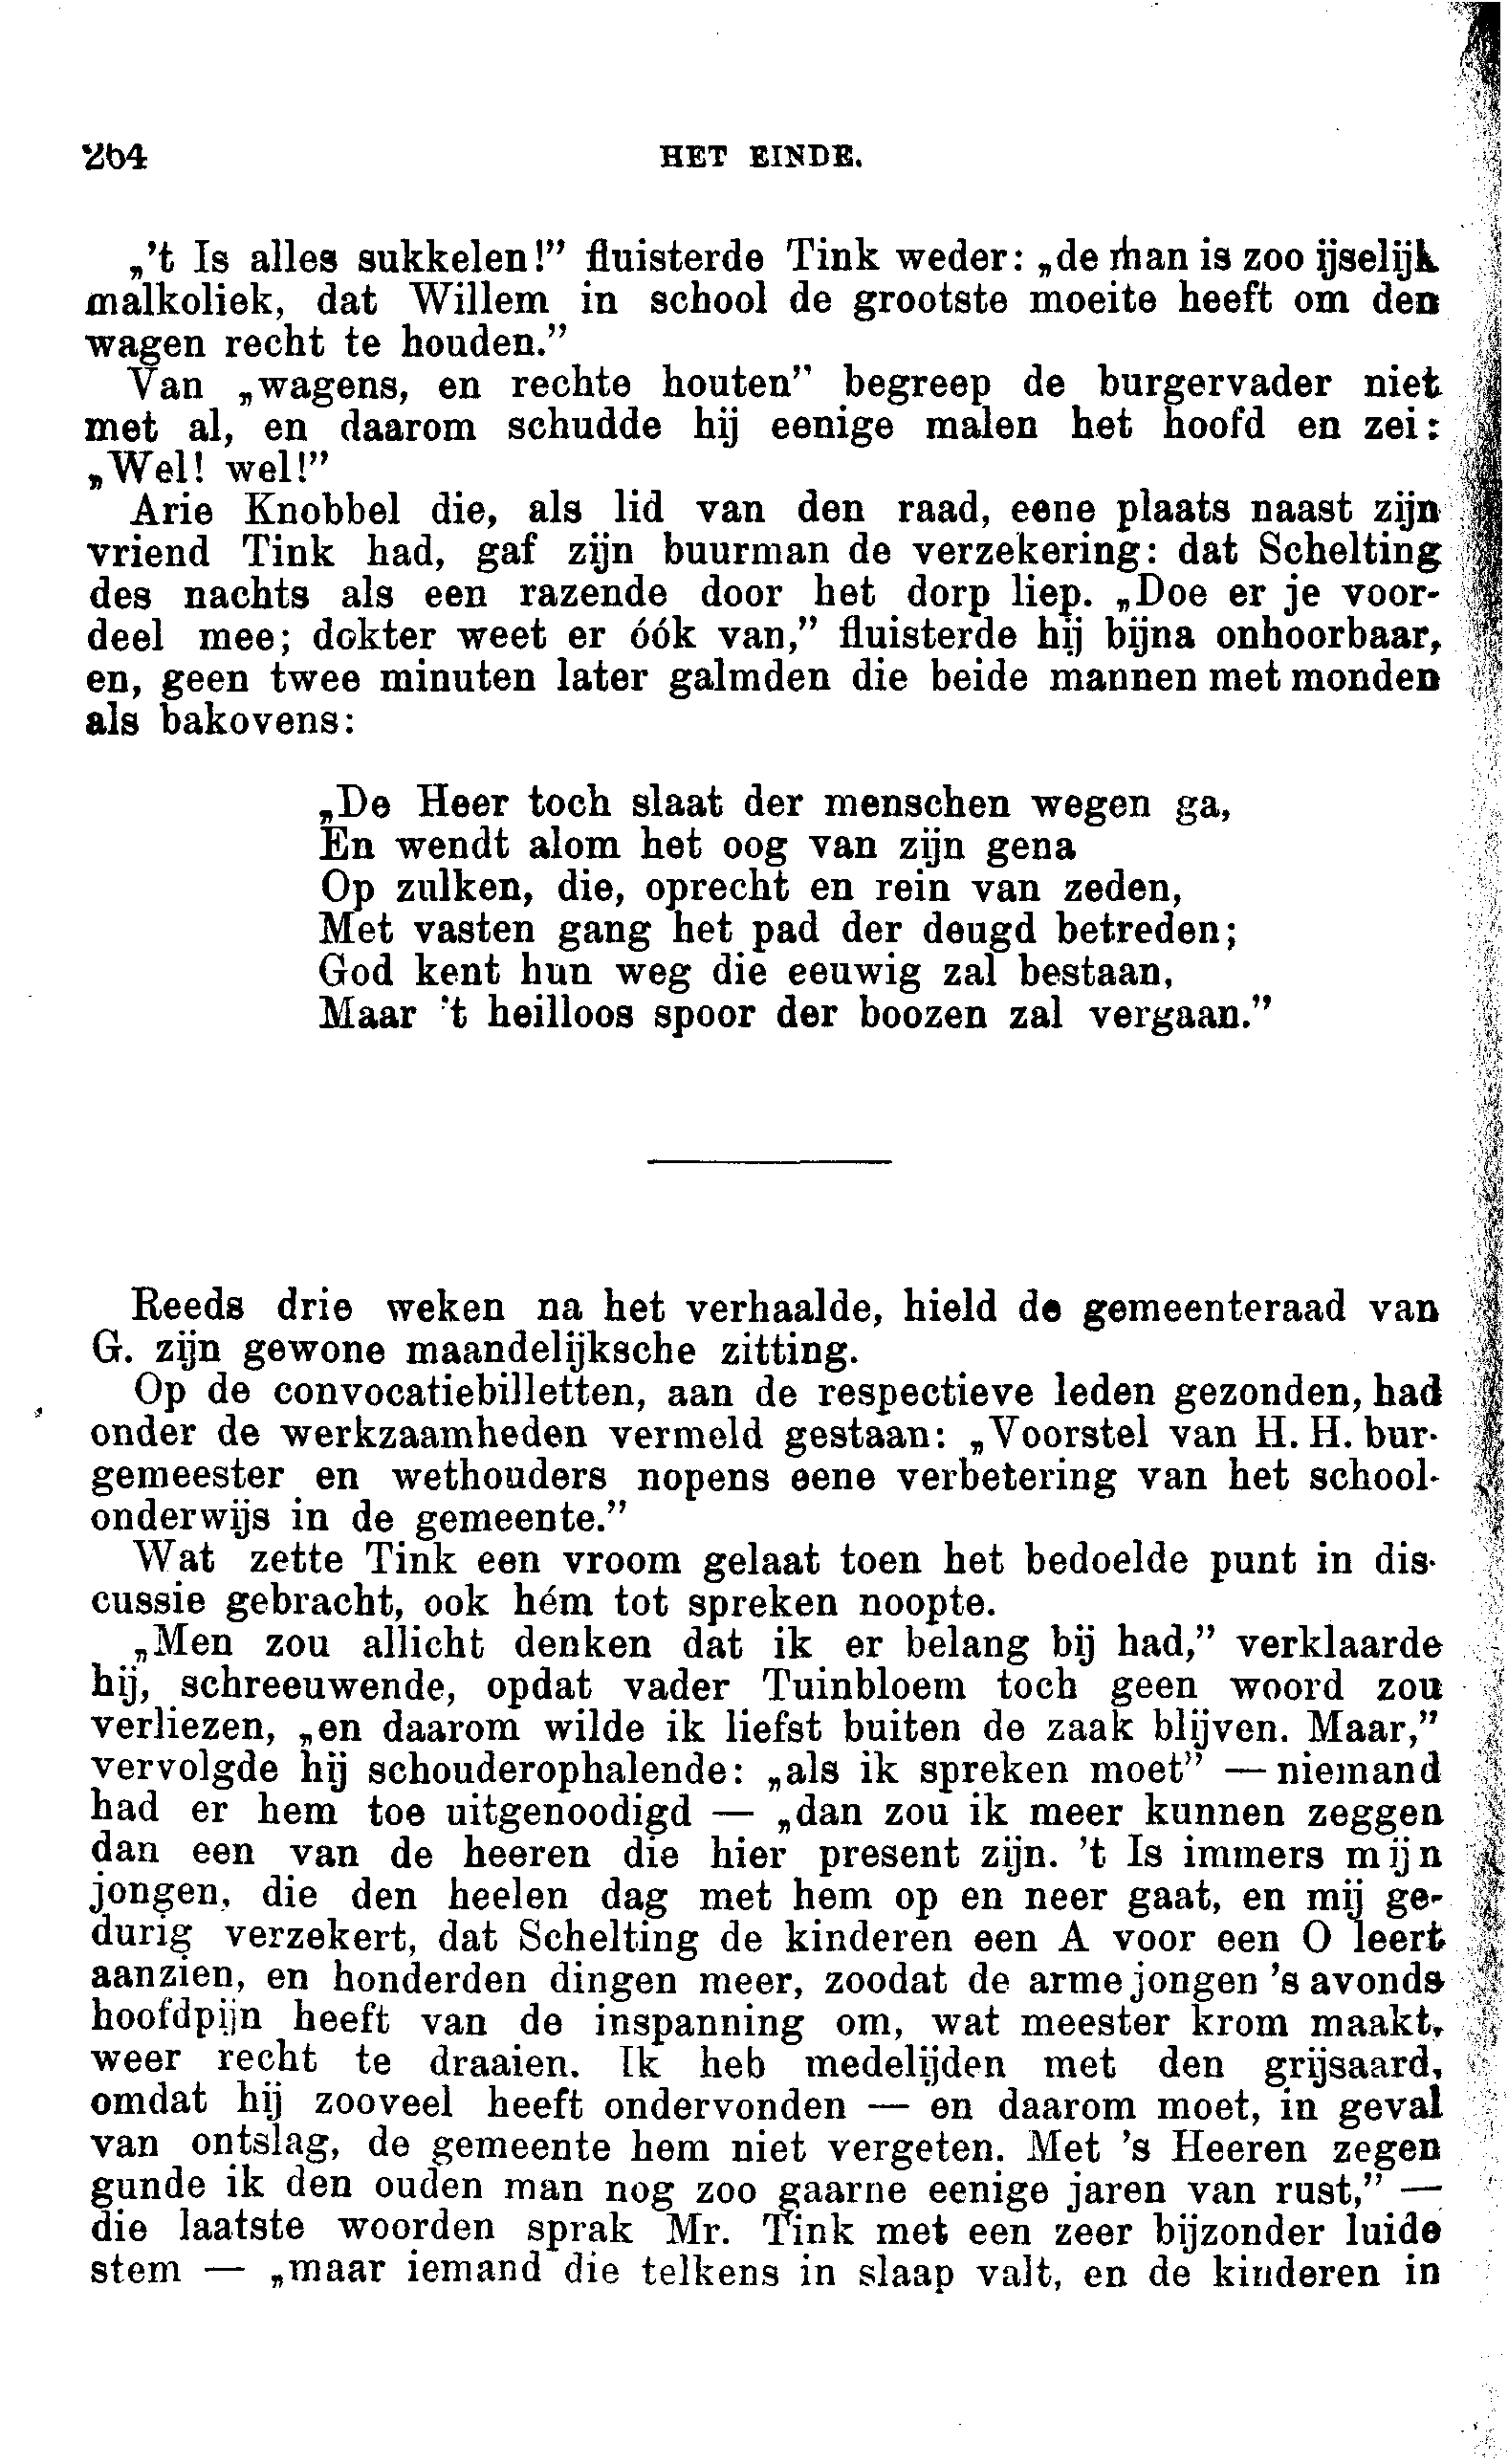 264 HET EINDE.
„'t Is alles sukkelen!” fluisterde Tink weder: „de man is zoo ijselijk
malkoliek, dat Willem in school de grootste moeite heeft om den
wagen recht te houden.”
Van „wagens, en rechte houten” begreep de burgervader niet
met al, en daarom schudde hij eenige malen het hoofd en zei:
„Wel! wel!”
Arie Knobbel die, als lid van den raad, eene plaats naast zijn
vriend Tink had, gaf zijn buurman de verzekering: dat Schelting
des nachts als een razende door het dorp liep. „Doe er je voor-
deel mee; dokter weet er óók van,” fluisterde hij bijna onhoorbaar,
en, geen twee minuten later galmden die beide mannen met monden
als bakovens:
„De Heer toch slaat der menschen wegen ga,
En wendt alom het oog van zijn gena
Op zulken, die, oprecht en rein van zeden,
Met vasten gang het pad der deugd betreden;
God kent hun weg die eeuwig zal bestaan,
Maar 't heilloos spoor der boozen zal vergaan.”
Reeds drie weken na het verhaalde, hield de gemeenteraad van
G. zijn gewone maandelijksche zitting.
Op de convocatiebilletten, aan de respectieve leden gezonden, had
onder de werkzaamheden vermeld gestaan: „Voorstel van H. H. bur-
gemeester en wethouders nopens eene verbetering van het school-
onderwijs in de gemeente.”
Wat zette Tink een vroom gelaat toen het bedoelde punt in dis-
cussie gebracht, ook hém tot spreken noopte.
„Men zou allicht denken dat ik er belang bij had,” verklaarde
hij, schreeuwende, opdat vader Tuinbloem toch geen woord zou
verliezen, „en daarom wilde ik liefst buiten de zaak blijven. Maar,”
vervolgde hij schouderophalende: „als ik spreken moet” — niemand
had er hem toe uitgenoodigd — „dan zou ik meer kunnen zeggen
dan een van de heeren die hier present zijn. 't Is immers mijn
jongen, die den heelen dag met hem op en neer gaat, en mij ge-
durig verzekert, dat Schelting de kinderen een A voor een O leert
aanzien, en honderden dingen meer, zoodat de arme jongen 's avonds
hoofdpijn heeft van de inspanning om, wat meester krom maakt,
weer recht te draaien. Ik heb medelijden met den grijsaard,
omdat hij zooveel heeft ondervonden — en daarom moet, in geval
van ontslag, de gemeente hem niet vergeten. Met 's Heeren zegen
gunde ik den ouden man nog zoo gaarne eenige jaren van rust,” —
die laatste woorden sprak Mr. Tink met een zeer bijzonder luide
stem — „maar iemand die telkens in slaap valt, en de kinderen in